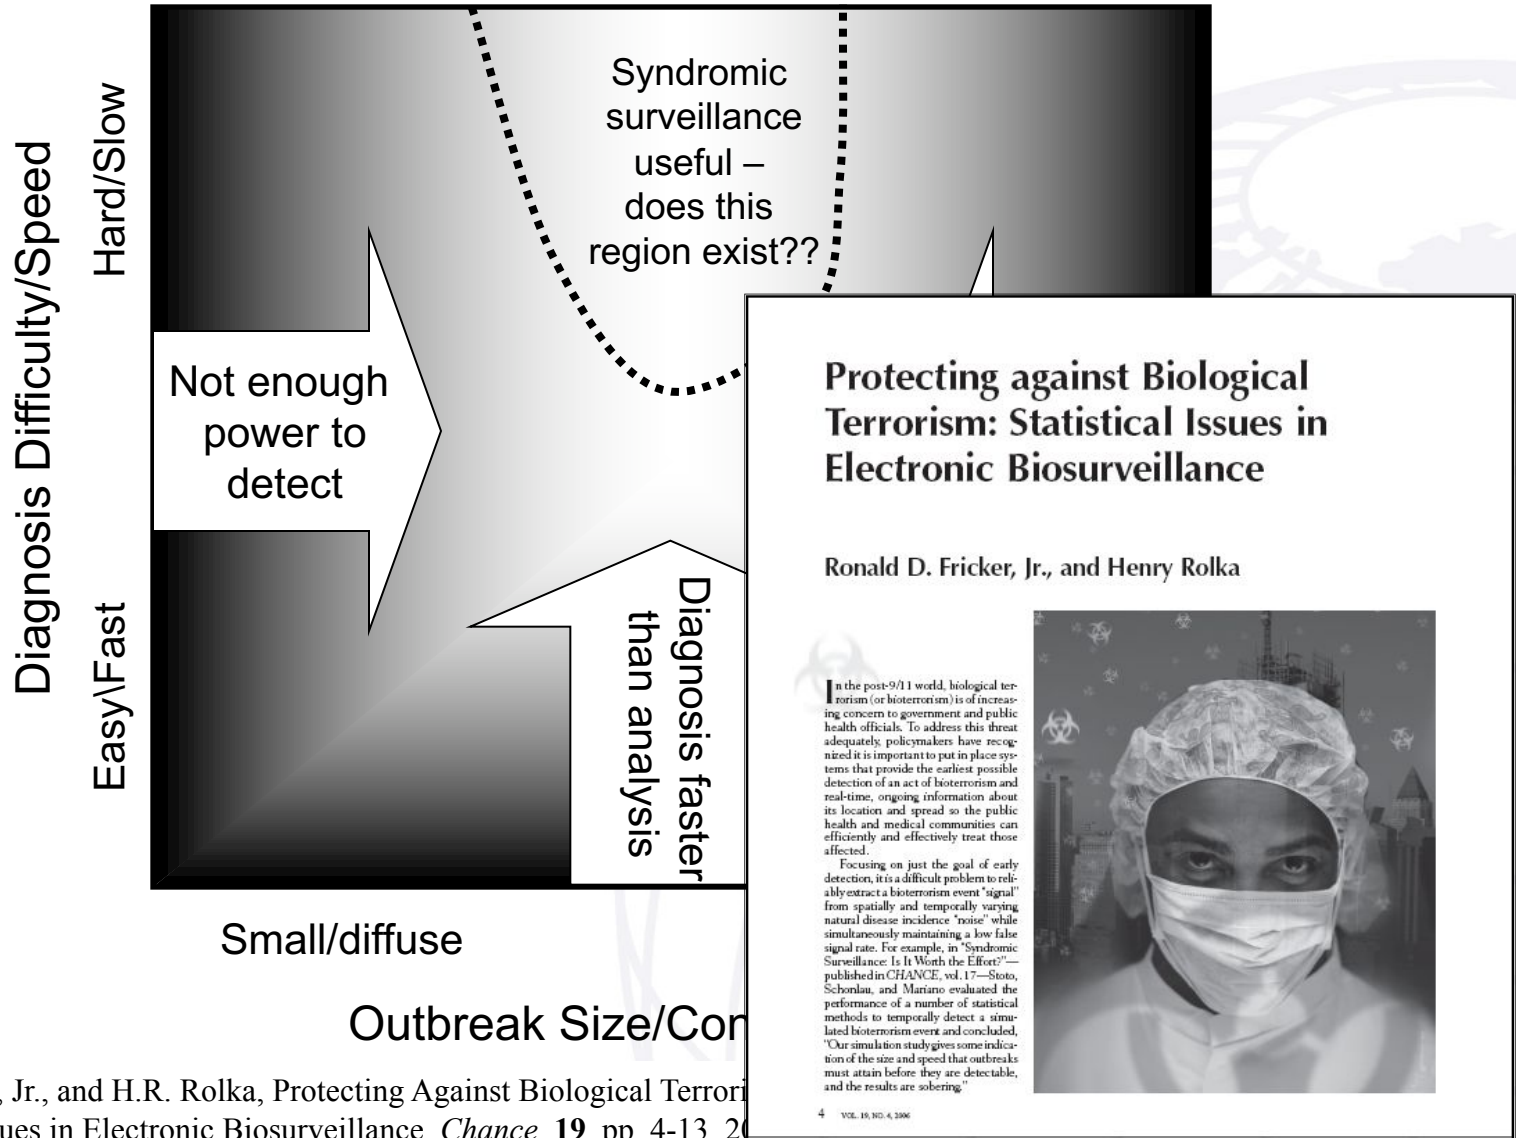 Diagnosis Difficulty/Speed
Hard/Slow
Easy\Fast
Syndromic
surveillance
useful –
does this
region exist??
Not enough
power to
detect
Diagnosis faster
than analysis
Small/diffuse
Outbreak Size/Con
, Jr., and H.R. Rolka, Protecting Against Biological Terrori
ues in Electronic Biosurveillance, Chance, 19, pp. 4-13, 20
Protecting against Biological
Terrorism: Statistical Issues in
Electronic Biosurveillance
Ronald D. Fricker, Jr., and Henry Rolka
In the post-9/11 world, biological ter-
rorism (or bioterrorism) is of increas-
ing concern to government and public
health officials. To address this threat
adequately, policymakers have recog-
nized it is important to put in place sys-
tems that provide the earliest possible
detection of an act of bioterrorism and
real-time, ongoing information about
its location and spread so the public
health and medical communities can
efficiently and effectively treat those
affected.
Focusing on just the goal of early
detection, it is a difficult problem to reli-
ably extract a bioterrorism event "signal"
from spatially and temporally varying
natural disease incidence "noise" while
simultaneously maintaining a low false
signal rate. For example, in "Syndromic
Surveillance: Is It Worth the Effort?"—
published in CHANCE, vol. 17—Stoto,
Schonlau, and Mariano evaluated the
performance of a number of statistical
methods to temporally detect a simu-
lated bioterrorism event and concluded,
"Our simulation study gives some indica-
tion of the size and speed that outbreaks
must attain before they are detectable,
and the results are sobering."
4 VOL. 19, NO. 4, 2006